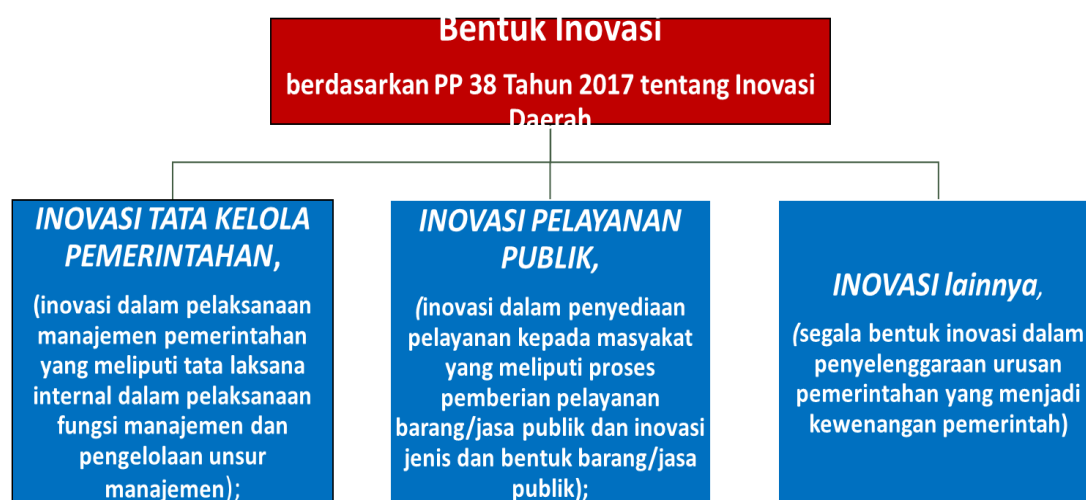 Bentuk Inovasi
berdasarkan PP 38 Tahun 2017 tentang Inovasi
Daerah
INOVASI TATA KELOLA
PEMERINTAHAN,
(inovasi dalam pelaksanaan
manajemen pemerintahan
yang meliputi tata laksana
internal dalam pelaksanaan
fungsi manajemen dan
pengelolaan unsur
manajemen);
INOVASI PELAYANAN
PUBLIK,
(inovasi dalam penyediaan
pelayanan kepada masyakat
yang meliputi proses
pemberian pelayanan
barang/jasa publik dan inovasi
jenis dan bentuk barang/jasa
publik);
INOVASI lainnya,
(segala bentuk inovasi dalam
penyelenggaraan urusan
pemerintahan yang menjadi
kewenangan pemerintah)